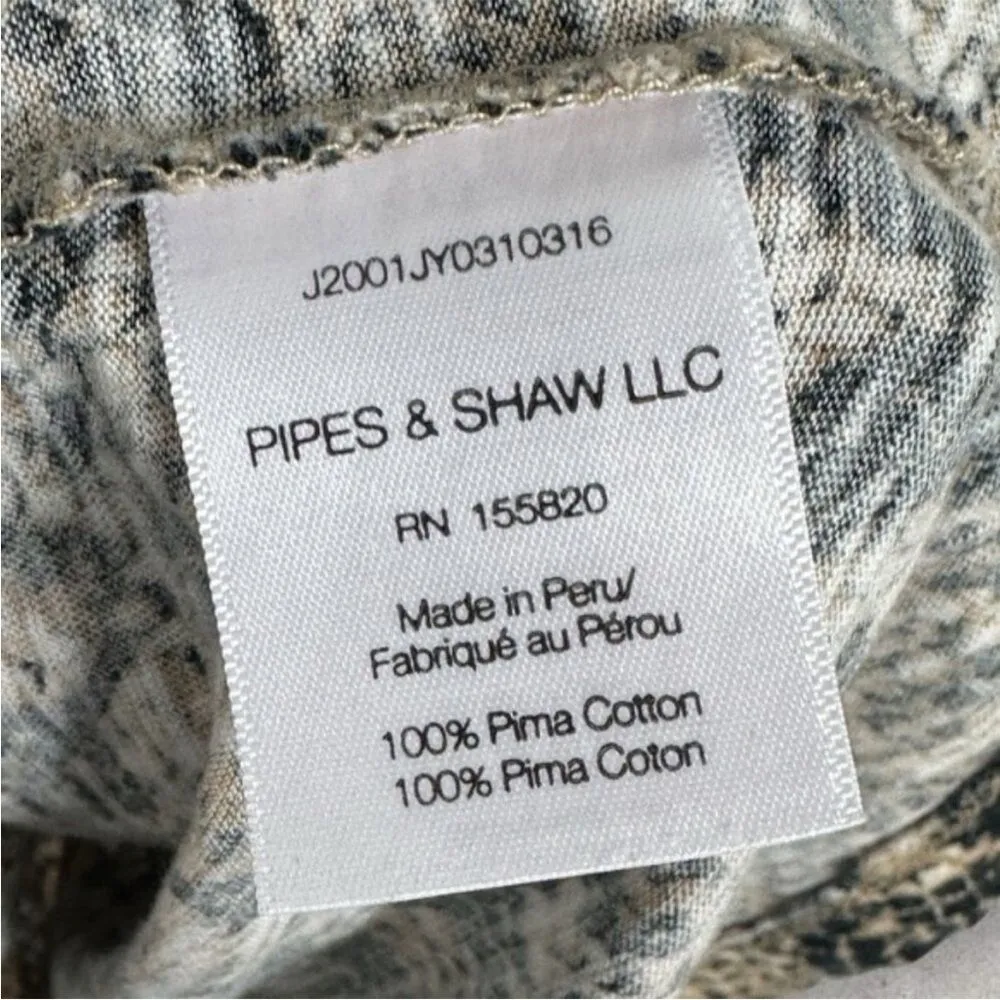 J2001JY0310316
PIPES & SHAW LLC
RN 155820
Made in Peru/
Fabriqué au Pérou
100% Pima Cotton
100% Pima Coton